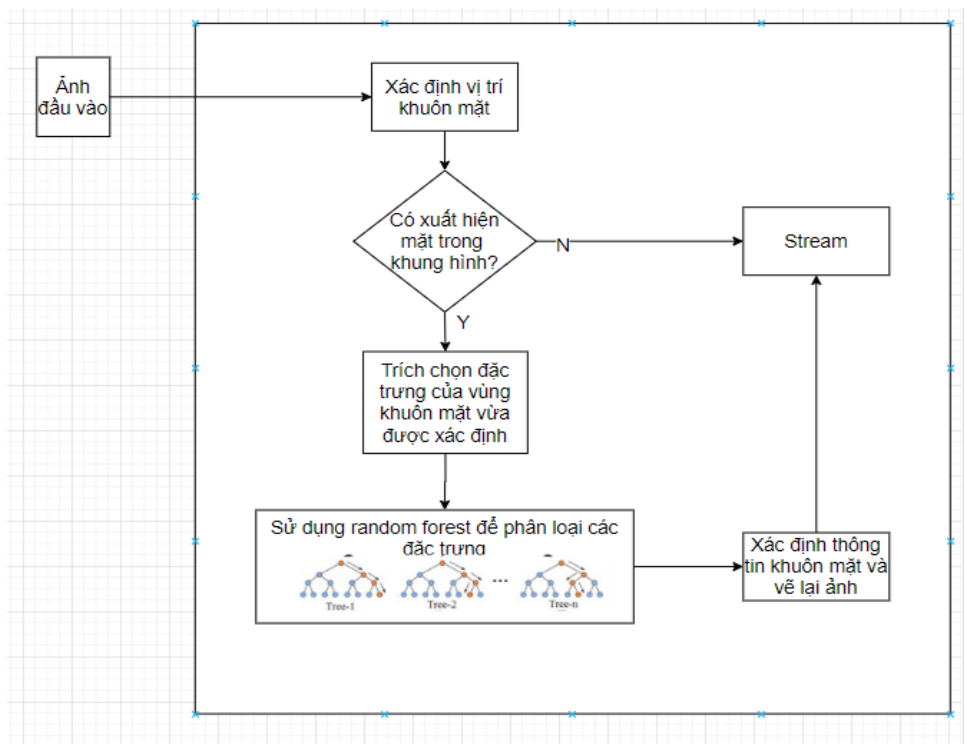 Ảnh
đầu vào
Xác định vị trí
khuôn mặt
Có xuất hiện
mặt trong
khung hình?
N
Stream
Y
Trích chọn đặc
trưng của vùng
khuôn mặt vừa
được xác định
Sử dụng random forest để phân loại các
đặc trưng
...
Tree-1
Tree-2
Tree-n
Xác định thông
tin khuôn mặt và
vẽ lại ảnh